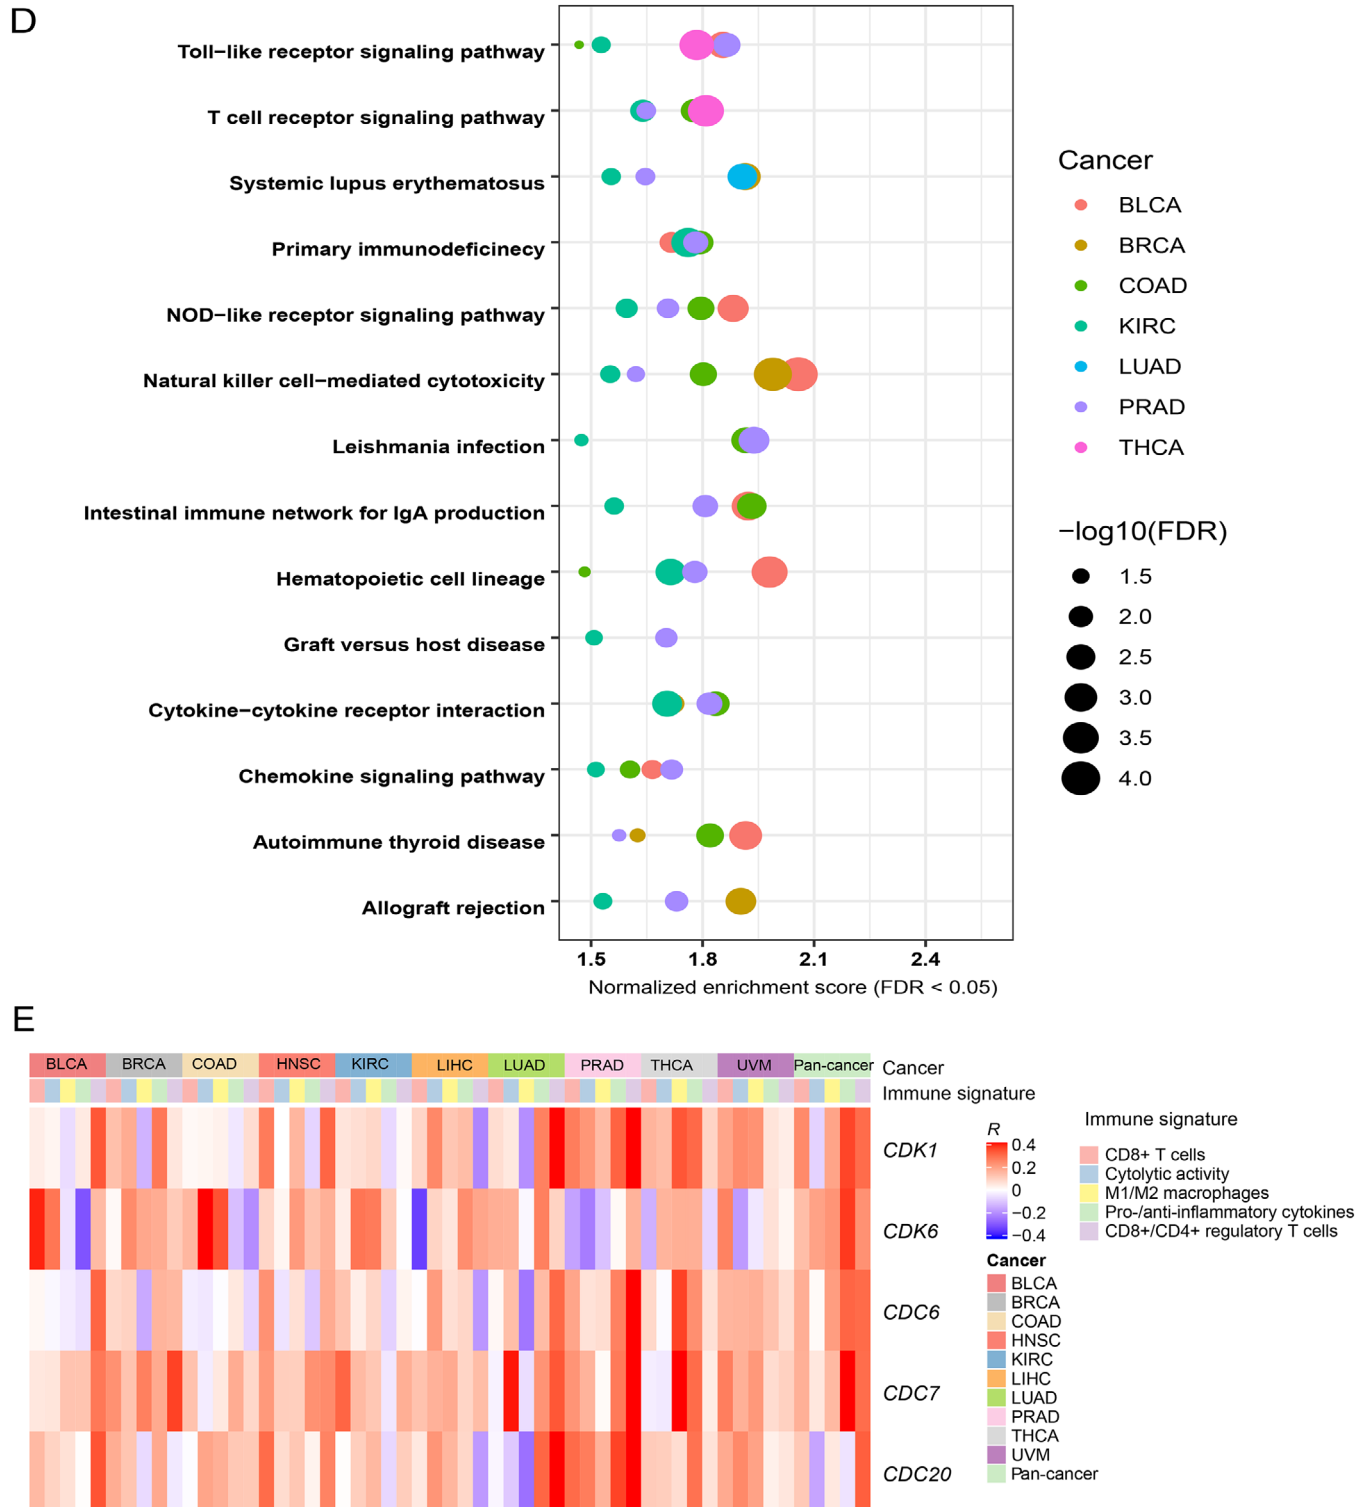 D
Toll−like receptor signaling pathway
T cell receptor signaling pathway
Systemic lupus erythematosus
Primary immunodeficinecy
NOD−like receptor signaling pathway
Natural killer cell−mediated cytotoxicity
Leishmania infection
Intestinal immune network for IgA production
Hematopoietic cell lineage
Graft versus host disease
Cytokine−cytokine receptor interaction
Chemokine signaling pathway
Autoimmune thyroid disease
Allograft rejection
1.5 1.8 2.1 2.4
Normalized enrichment score (FDR < 0.05)
Cancer
BLCA
BRCA
COAD
KIRC
LUAD
PRAD
THCA
−log10(FDR)
1.5
2.0
2.5
3.0
3.5
4.0
E
BLCA BRCA COAD HNSC KIRC LIHC LUAD PRAD THCA UVM Pan-cancer
Cancer
Immune signature
CDK1
CDK6
CDC6
CDC7
CDC20
R
0.4
0.2
0
−0.2
−0.4
Cancer
BLCA
BRCA
COAD
HNSC
KIRC
LIHC
LUAD
PRAD
THCA
UVM
Pan-cancer
Immune signature
CD8+ T cells
Cytolytic activity
M1/M2 macrophages
Pro-/anti-inflammatory cytokines
CD8+/CD4+ regulatory T cells